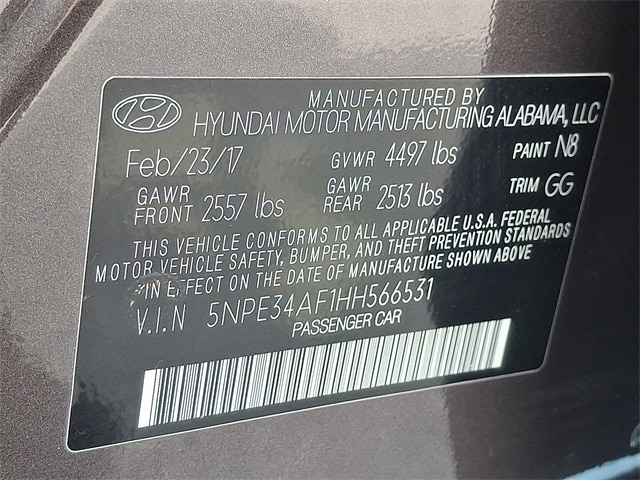 MANUFACTURED BY
HYUNDAI MOTOR MANUFACTURING ALABAMA, LLC
Feb/23/17 GVWR 4497 lbs PAINT N8
GAWR FRONT 2557 lbs GAWR REAR 2513 lbs TRIM GG
THIS VEHICLE CONFORMS TO ALL APPLICABLE U.S.A. FEDERAL
MOTOR VEHICLE SAFETY, BUMPER, AND THEFT PREVENTION STANDARDS
IN EFFECT ON THE DATE OF MANUFACTURE SHOWN ABOVE
V.I.N 5NPE34AF1HH566531
PASSENGER CAR